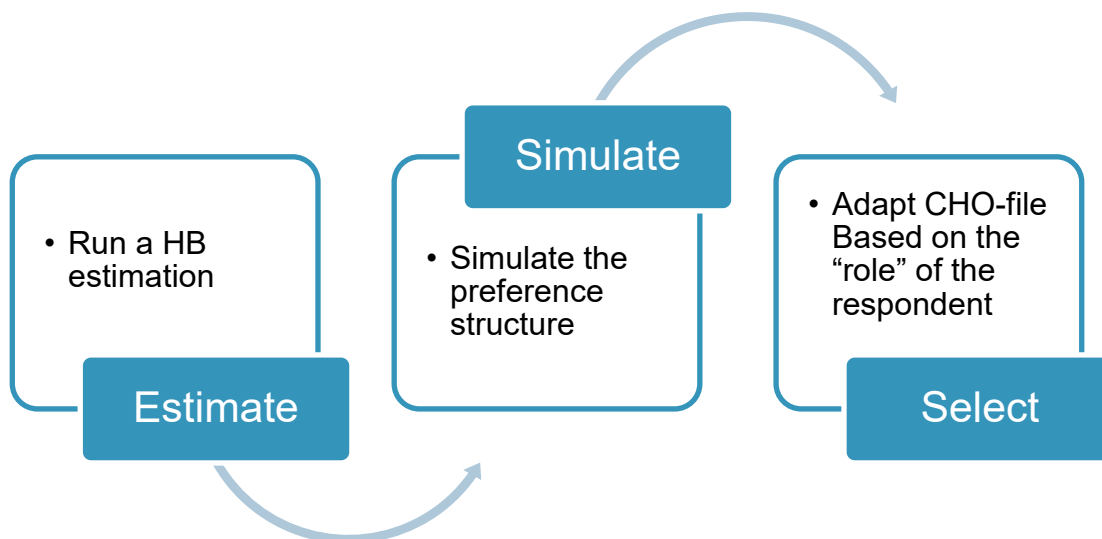 • Run a HB
estimation
Estimate
Simulate
• Simulate the
preference
structure
• Adapt CHO-file
Based on the
“role” of the
respondent
Select